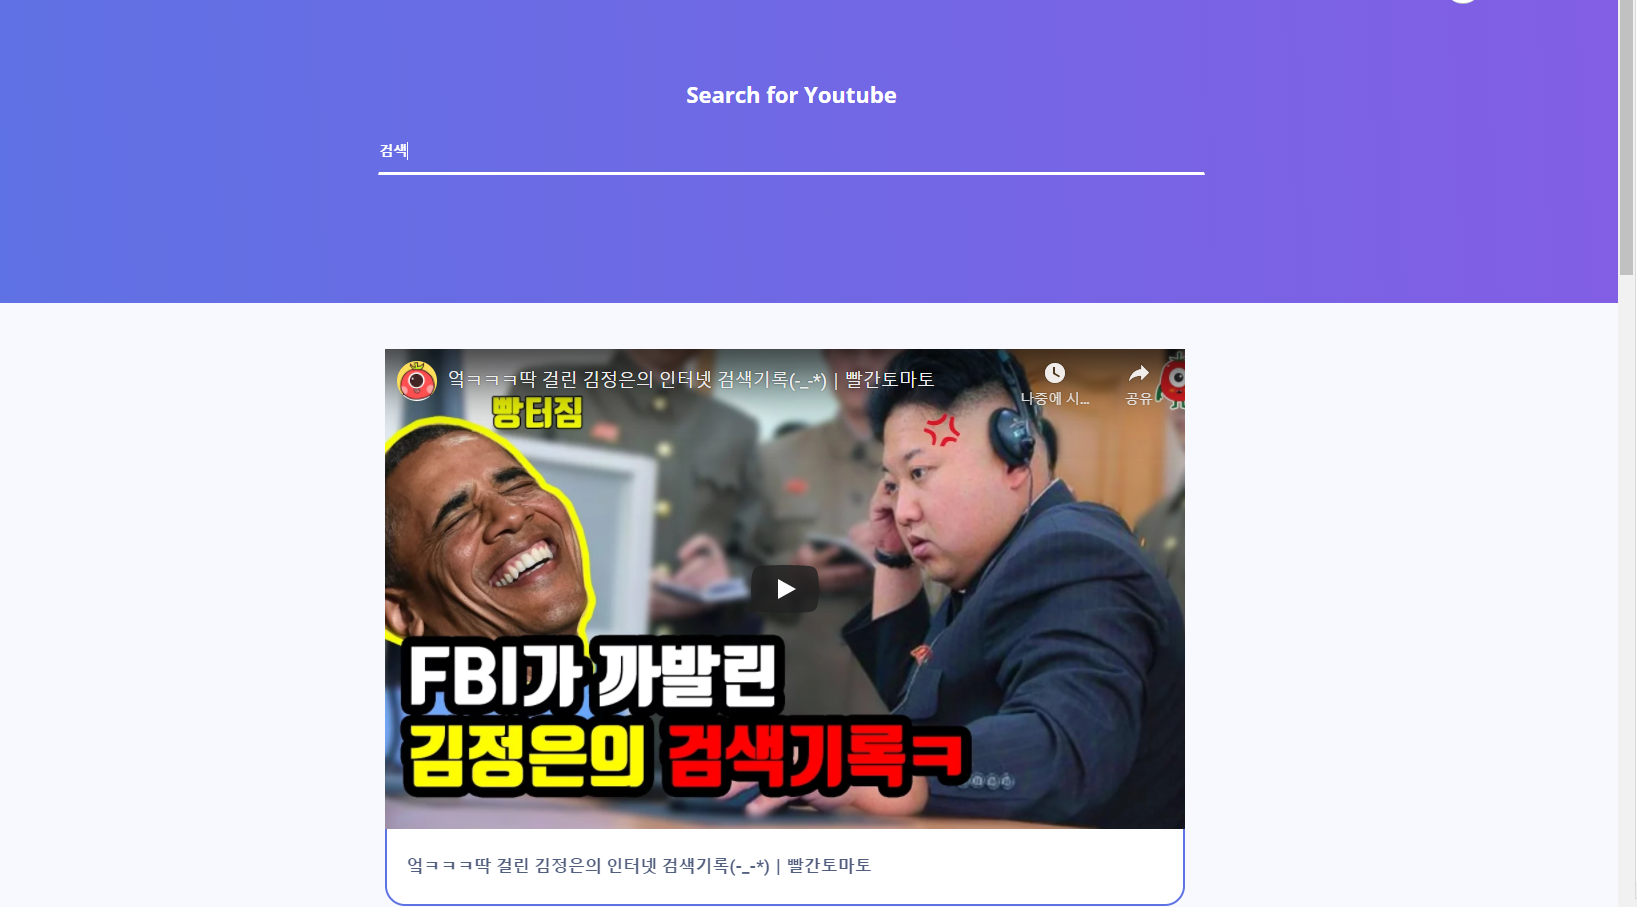 Search for Youtube
검색
엌ㅋㅋㅋ딱 걸린 김정은의 인터넷 검색기록(-_-*) | 빨간토마토
나중에 시...
공유
빵터짐
FBI가 까발린
김정은의 검색기록ㅋ
엌ㅋㅋㅋ딱 걸린 김정은의 인터넷 검색기록(-_-*) | 빨간토마토